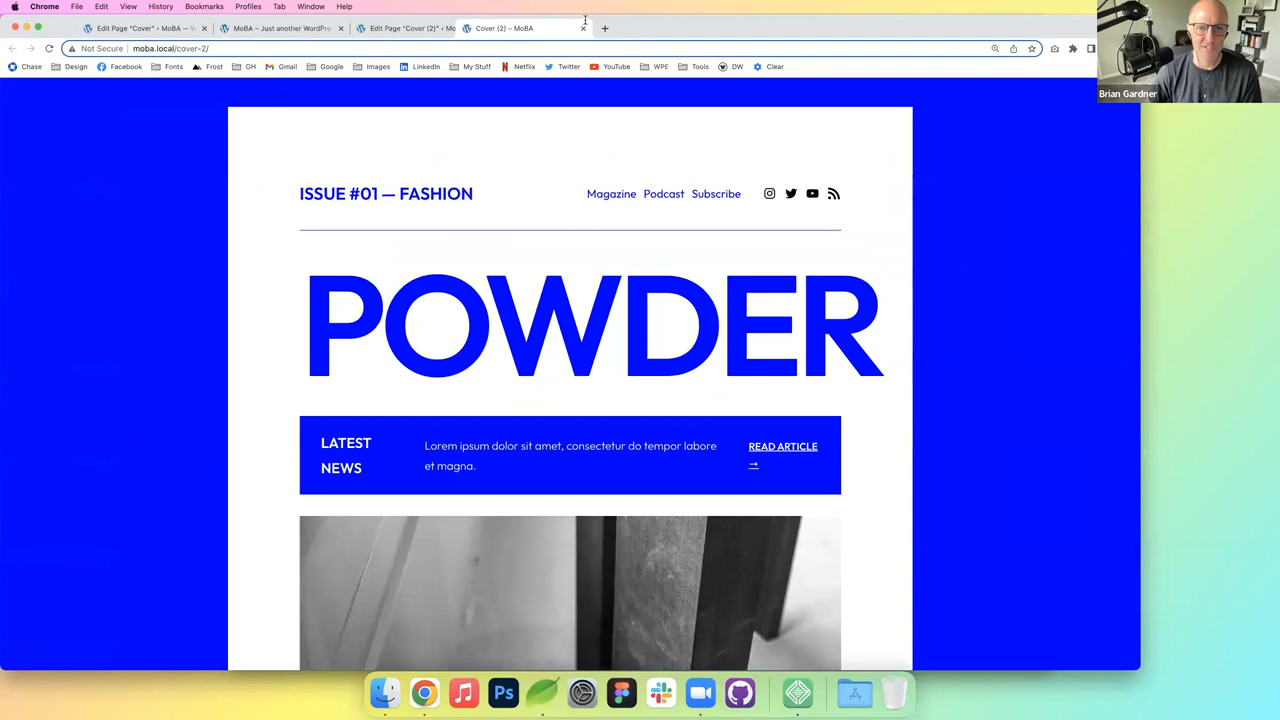 Chrome File Edit View History Bookmarks Profiles Tab Window Help
Edit Page “Cover” ‹ MoBA — W
MoBA – Just another WordPre
Edit Page “Cover (2)” ‹ Mo
Cover (2) – MoBA
Not Secure moba.local/cover-2/
Chase Design Facebook Fonts Frost GH Gmail Google Images LinkedIn My Stuff Netflix Twitter YouTube WPE Tools DW Clear
Brian Gardner
ISSUE #01 — FASHION
Magazine Podcast Subscribe
POWDER
LATEST
NEWS
Lorem ipsum dolor sit amet, consectetur do tempor labore
et magna.
READ ARTICLE
→
Ps